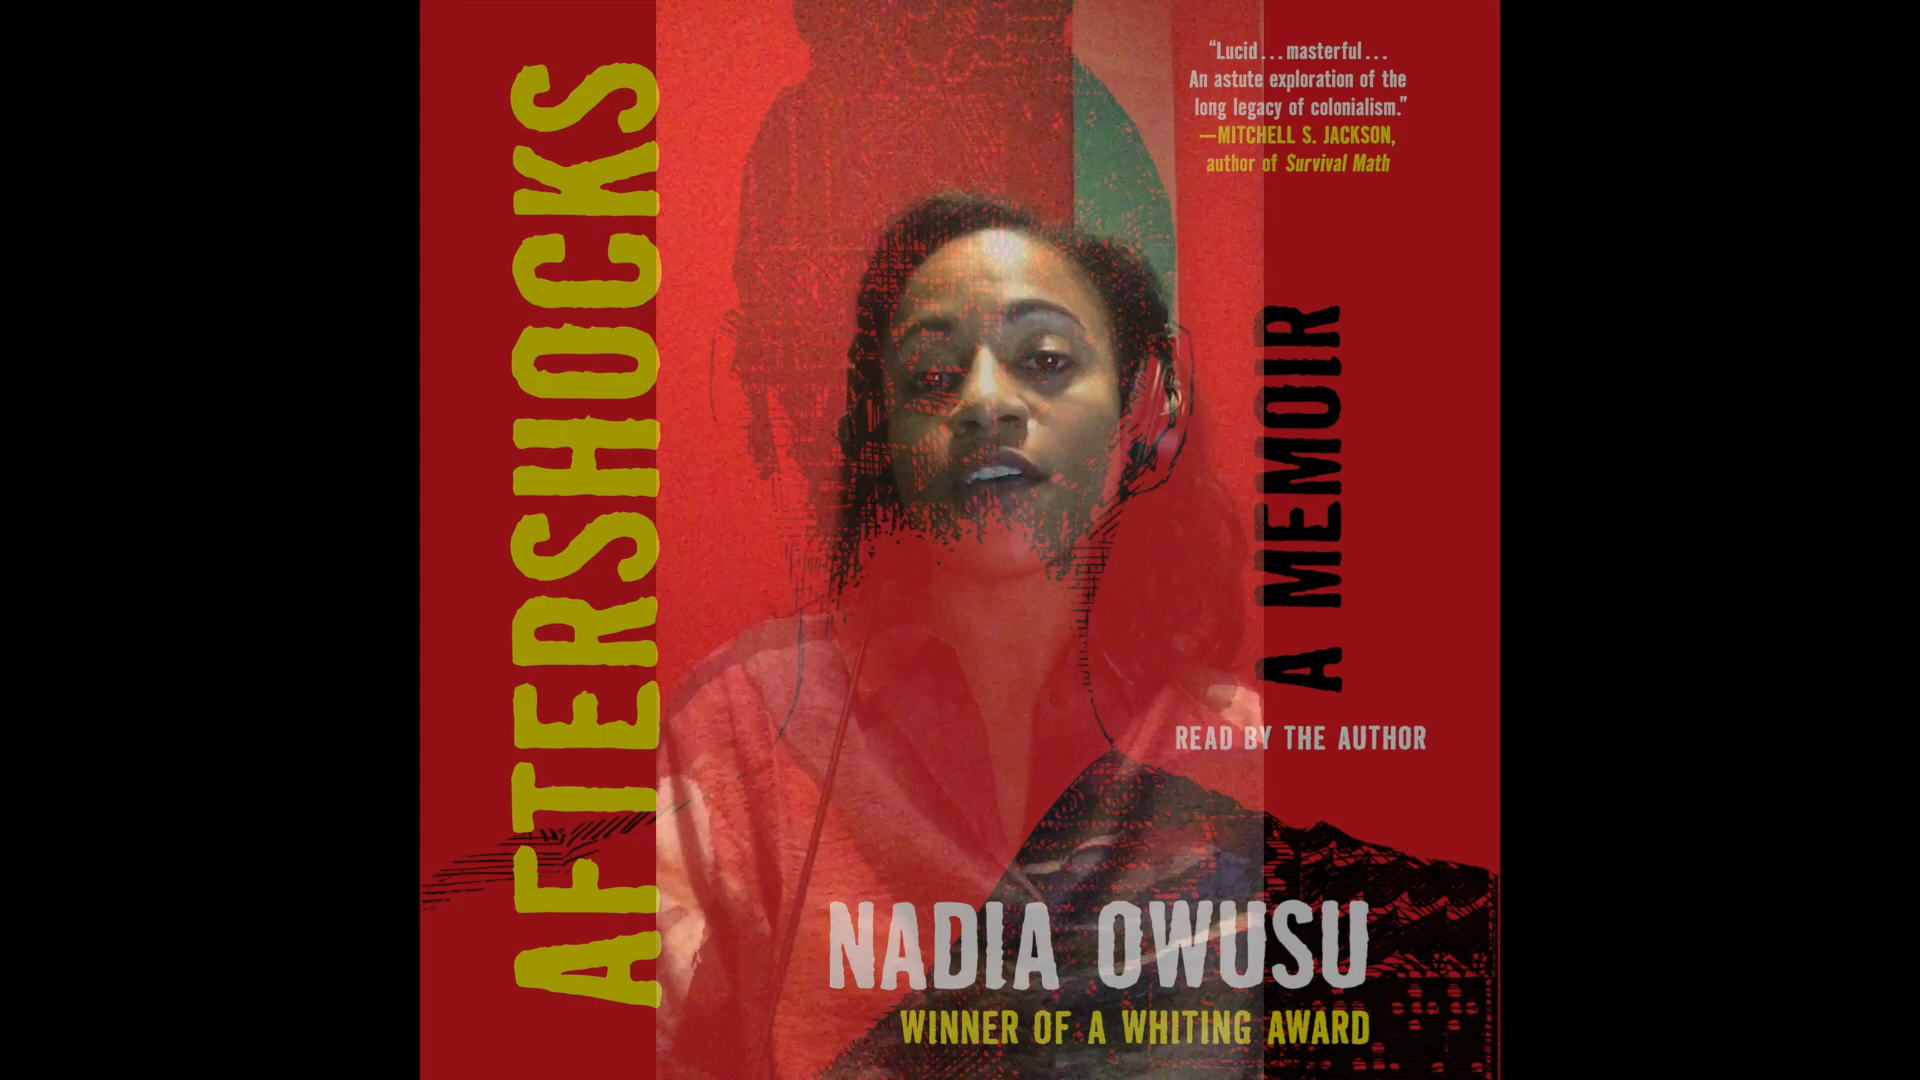 AFTERSHOCKS
“Lucid...masterful...
An astute exploration of the
long legacy of colonialism.”
—MITCHELL S. JACKSON,
author of Survival Math
A MEMOIR
READ BY THE AUTHOR
NADIA OWUSU
WINNER OF A WHITING AWARD